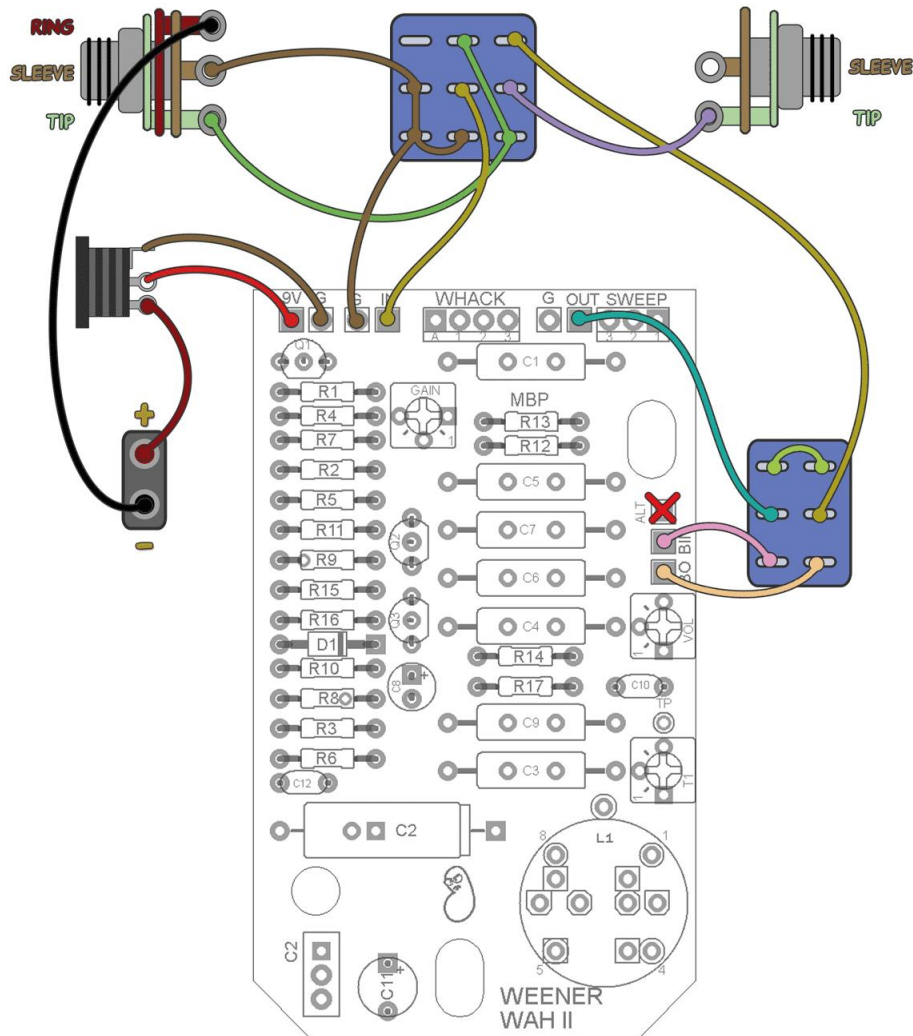 RING
SLEEVE
TIP
SLEEVE
TIP
9V G G IN
WHACK
A 1 2 3
G OUT SWEEP
3 2 1
Q1
C1
R1
GAIN
1
R4
MBP
R13
R7
R12
R2
C5
+
-
R5
ALT
R11
C7
Q2
BI
R9
C6
BO
R15
R16
Q3
C4
VOL
1
D1
R14
R10
C8
+
R17
C10
R8
TP
R3
C9
R6
C3
T1
1
C12
C2
L1
8
1
C2
C11
+
5
4
WEENER
WAH II